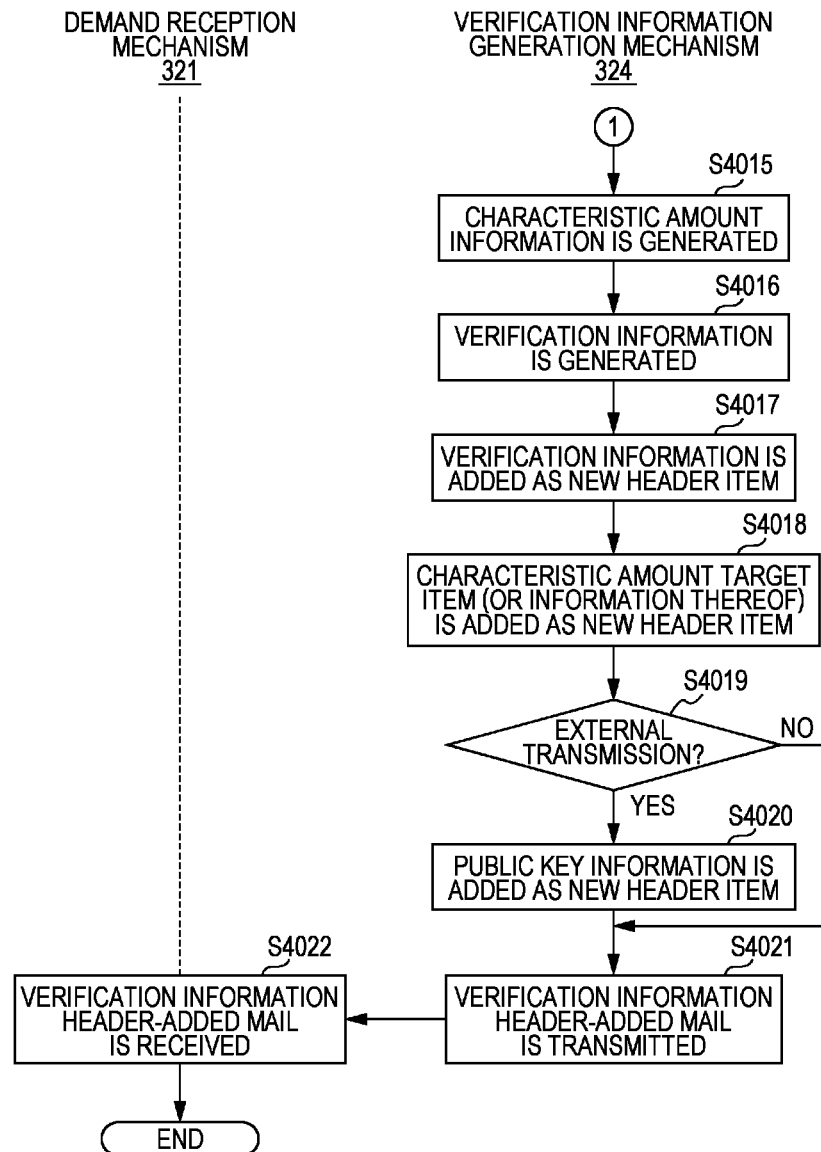 DEMAND RECEPTION
MECHANISM
321
VERIFICATION INFORMATION
GENERATION MECHANISM
324
1
S4015
CHARACTERISTIC AMOUNT
INFORMATION IS GENERATED
S4016
VERIFICATION INFORMATION
IS GENERATED
S4017
VERIFICATION INFORMATION IS
ADDED AS NEW HEADER ITEM
S4018
CHARACTERISTIC AMOUNT TARGET
ITEM (OR INFORMATION THEREOF)
IS ADDED AS NEW HEADER ITEM
S4019
EXTERNAL
TRANSMISSION?
NO
YES
S4020
PUBLIC KEY INFORMATION IS
ADDED AS NEW HEADER ITEM
S4021
VERIFICATION INFORMATION
HEADER-ADDED MAIL
IS TRANSMITTED
S4022
VERIFICATION INFORMATION
HEADER-ADDED MAIL
IS RECEIVED
END